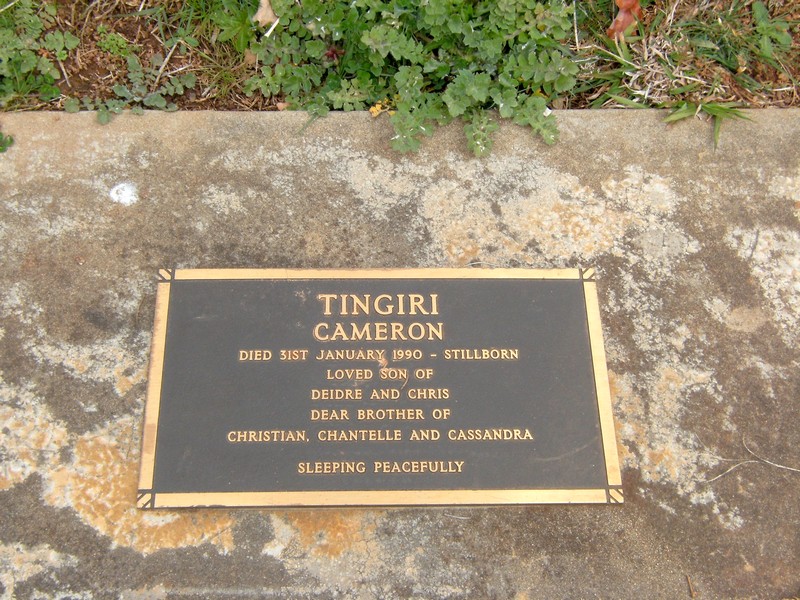 TINGIRI
CAMERON
DIED 31ST JANUARY 1990 – STILLBORN
LOVED SON OF
DEIDRE AND CHRIS
DEAR BROTHER OF
CHRISTIAN, CHANTELLE AND CASSANDRA
SLEEPING PEACEFULLY